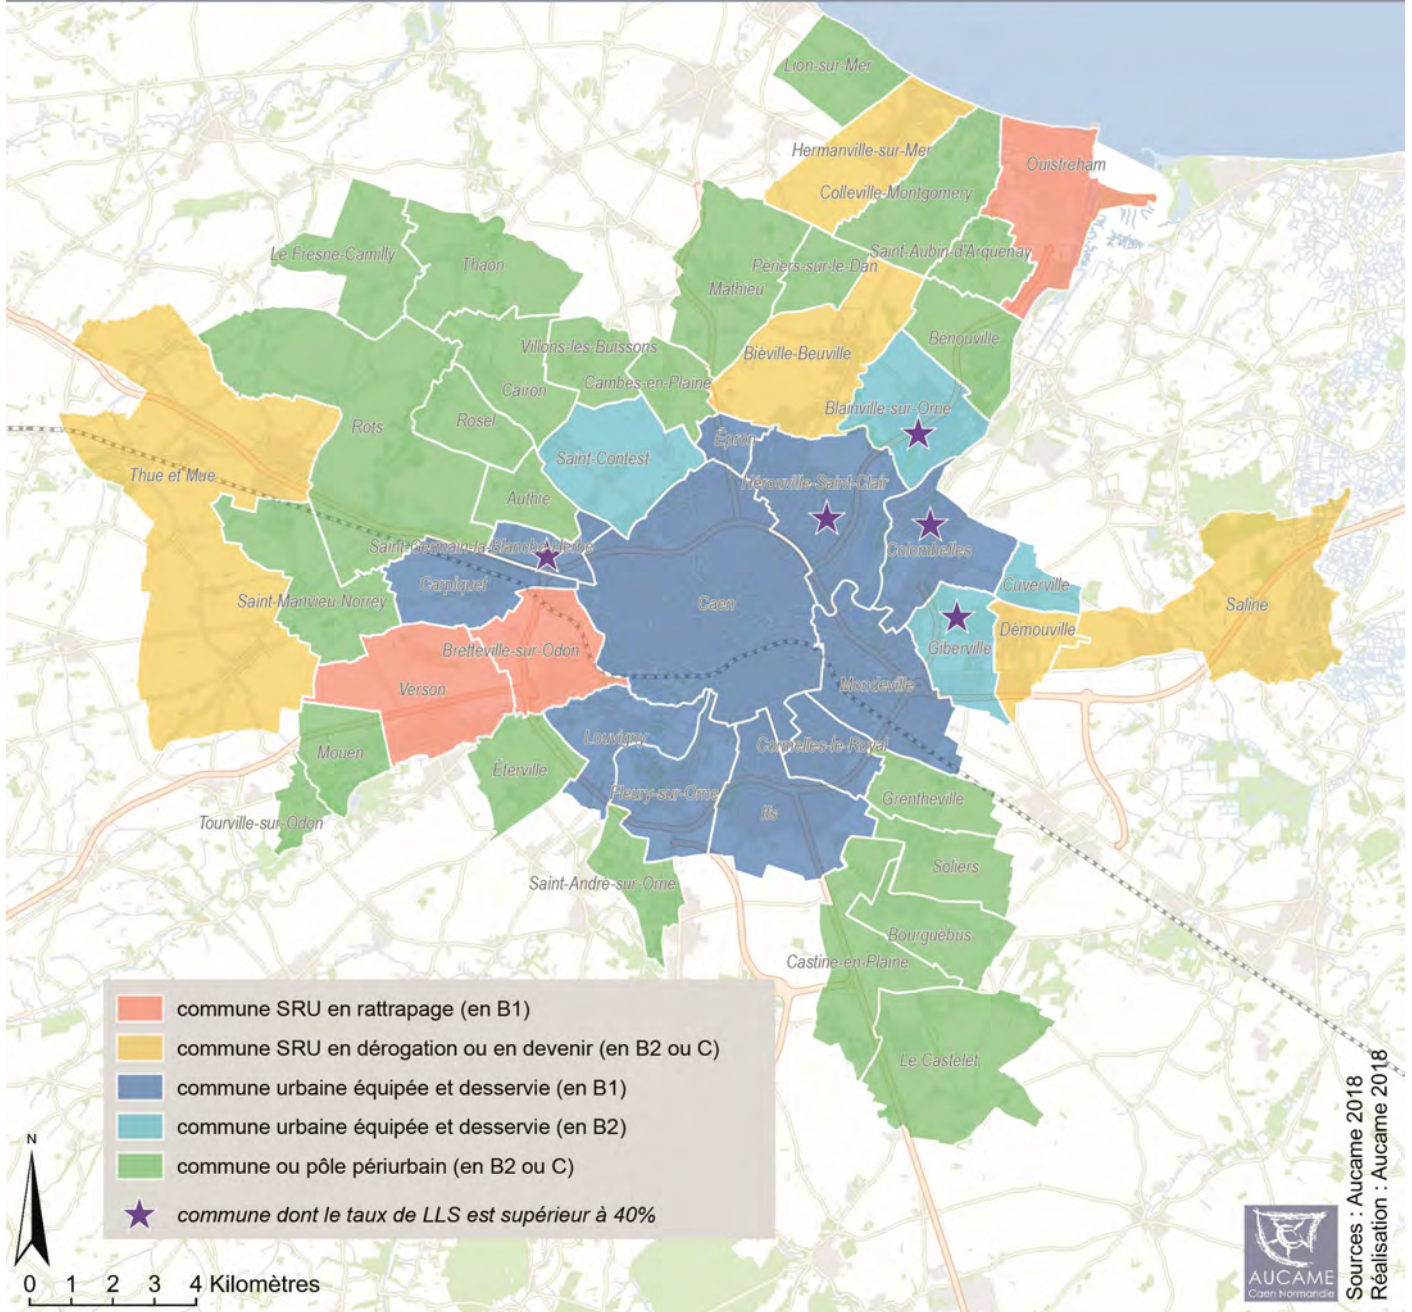 Lion-sur-Mer
Hermanville-sur-Mer
Ouistreham
Colleville-Montgomery
Saint-Aubin-d'Arquenay
Le Fresne-Camilly
Thaon
Périers-sur-le-Dan
Mathieu
Bénouville
Villons-les-Buissons
Biéville-Beuville
Cambes-en-Plaine
Cairon
Blainville-sur-Orne
Rosel
Rots
Épron
Saint-Contest
Thue et Mue
Hérouville-Saint-Clair
Authie
Saint-Germain-la-Blanche-Herbe
Colombelles
Carpiquet
Cuverville
Saint-Manvieu-Norrey
Caen
Saline
Démouville
Giberville
Bretteville-sur-Odon
Verson
Mondeville
Louvigny
Cormelles-le-Royal
Mouen
Éterville
Fleury-sur-Orne
Ifs
Grentheville
Tourville-sur-Odon
Soliers
Saint-André-sur-Orne
Bourguébus
Castine-en-Plaine
Le Castelet
commune SRU en rattrapage (en B1)
commune SRU en dérogation ou en devenir (en B2 ou C)
commune urbaine équipée et desservie (en B1)
commune urbaine équipée et desservie (en B2)
commune ou pôle périurbain (en B2 ou C)
commune dont le taux de LLS est supérieur à 40%
N
0 1 2 3 4 Kilomètres
AUCAME
Caen Normandie
Sources : Aucame 2018
Réalisation : Aucame 2018